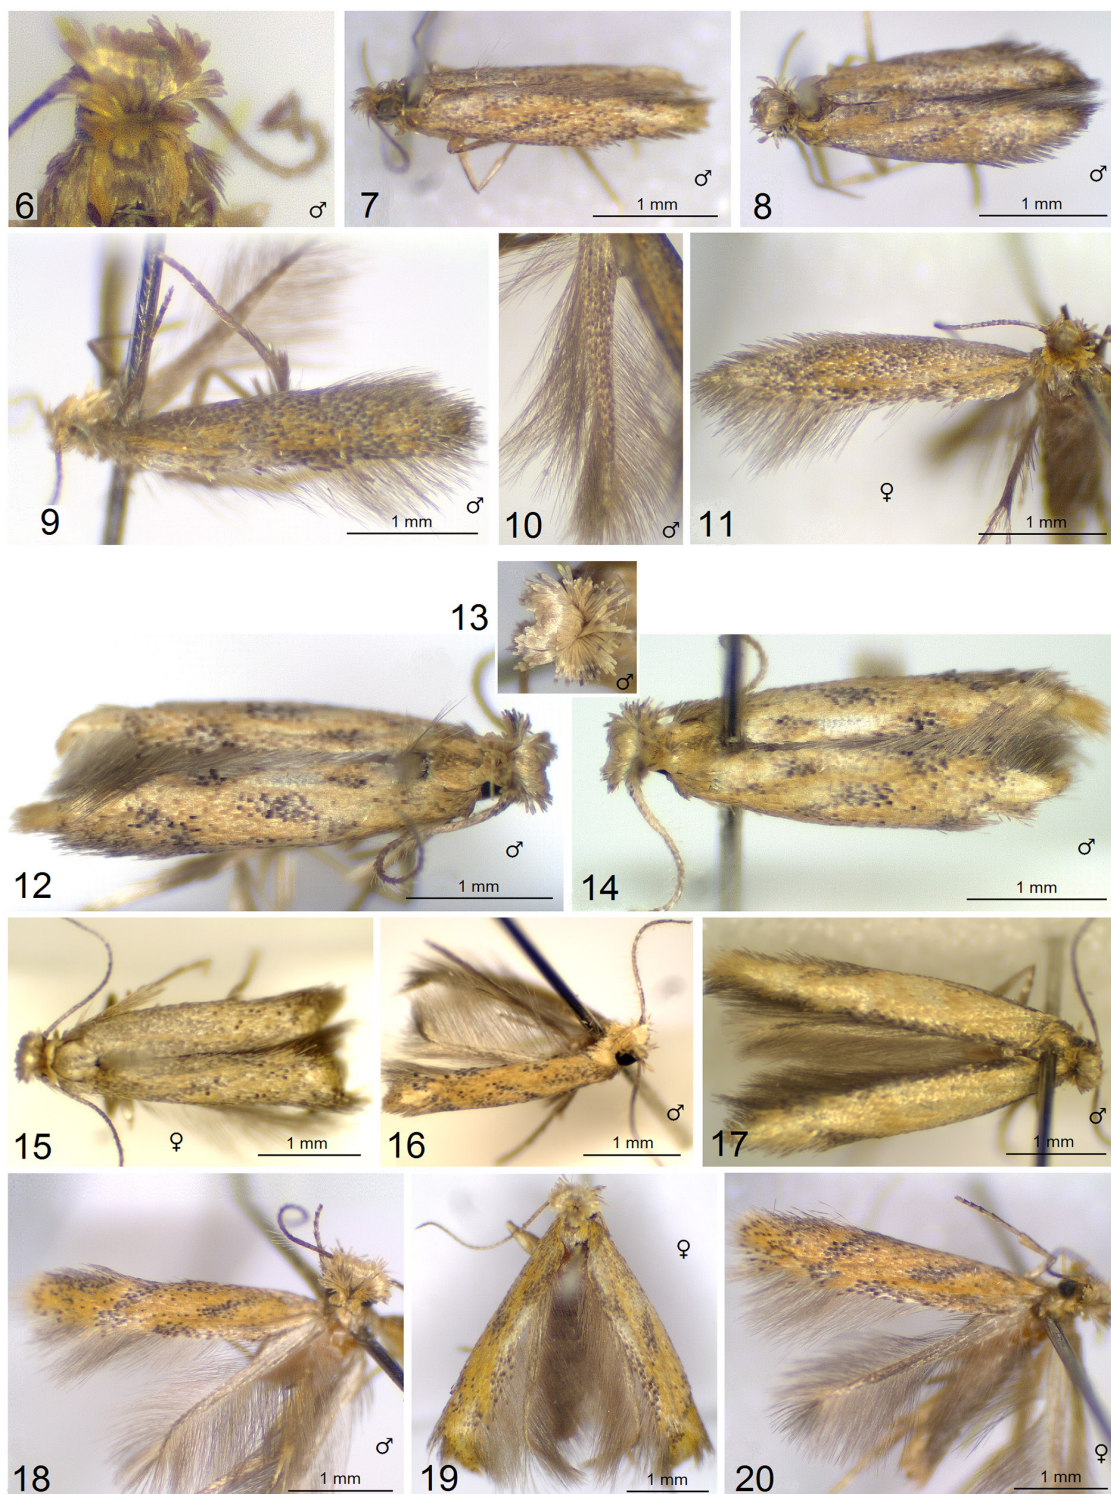 6 ♂
7 1 mm ♂
8 1 mm ♂
9 1 mm ♂
10 ♂
11 ♀ 1 mm
13 ♂
12 1 mm ♂
14 1 mm ♂
15 ♀ 1 mm
16 1 mm ♂
17 1 mm ♂
18 1 mm ♂
19 1 mm ♀
20 1 mm ♀